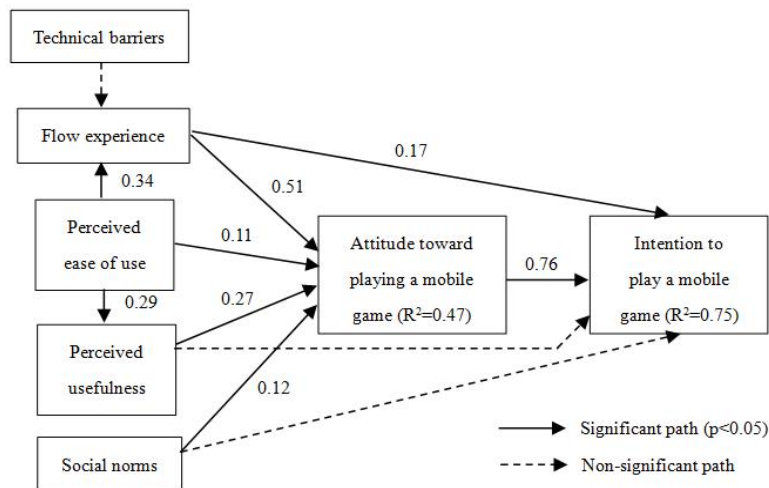 Technical barriers
Flow experience
0.17
0.34
0.51
Perceived
ease of use
0.11
Attitude toward
playing a mobile
game (R²=0.47)
0.76
Intention to
play a mobile
game (R²=0.75)
0.29
0.27
Perceived
usefulness
0.12
Social norms
Significant path (p<0.05)
Non-significant path